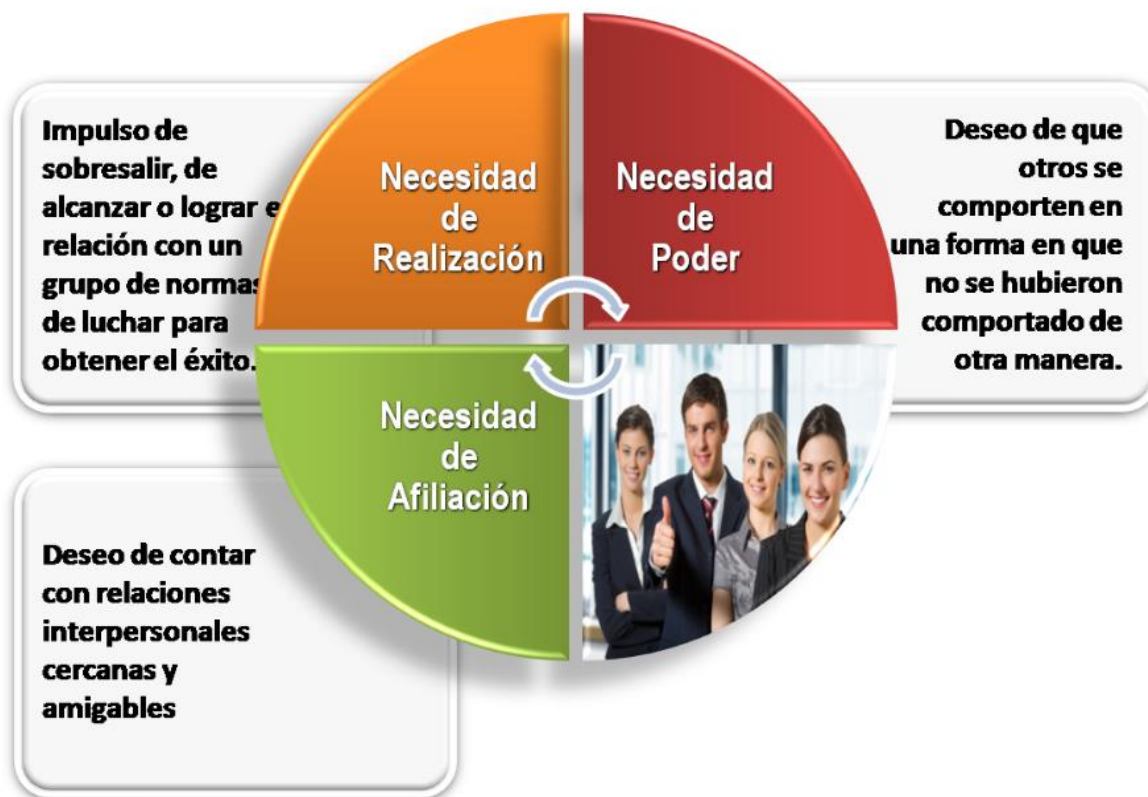 Impulso de
sobresalir, de
alcanzar o lograr e
relación con un
grupo de normas
de luchar para
obtener el éxito.
Necesidad
de
Realización
Necesidad
de
Poder
Deseo de que
otros se
comporten en
una forma en que
no se hubieron
comportado de
otra manera.
Necesidad
de
Afiliación
Deseo de contar
con relaciones
interpersonales
cercanas y
amigables